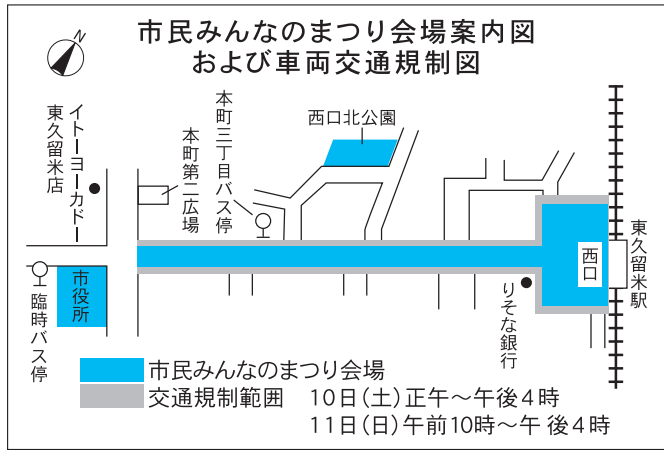 市民みんなのまつり会場案内図
および車両交通規制図
N
イトーヨーカドー
東久留米店
本町第二広場
本町三丁目バス停
西口北公園
東久留米駅
西口
りそな銀行
市役所
臨時バス停
市民みんなのまつり会場
交通規制範囲 10日(土)正午～午後4時
11日(日)午前10時～午後4時